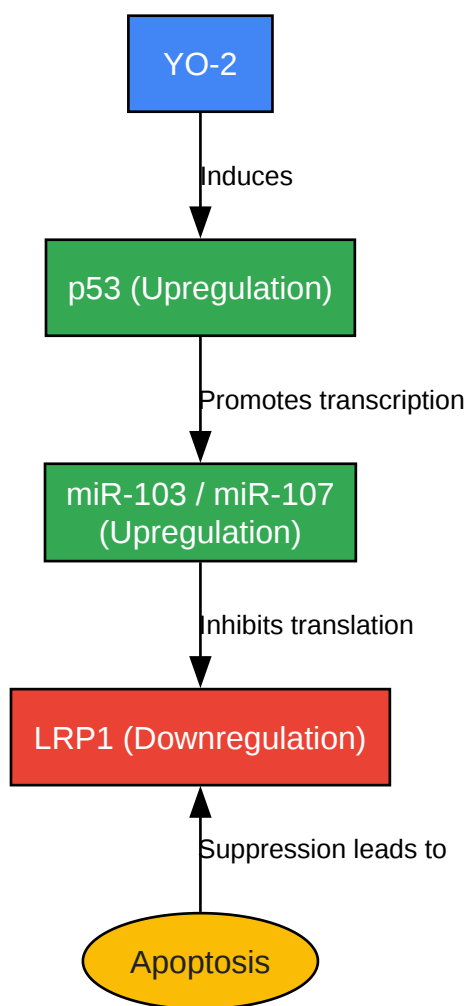 YO-2
Induces
p53 (Upregulation)
Promotes transcription
miR-103 / miR-107
(Upregulation)
Inhibits translation
LRP1 (Downregulation)
Suppression leads to
Apoptosis